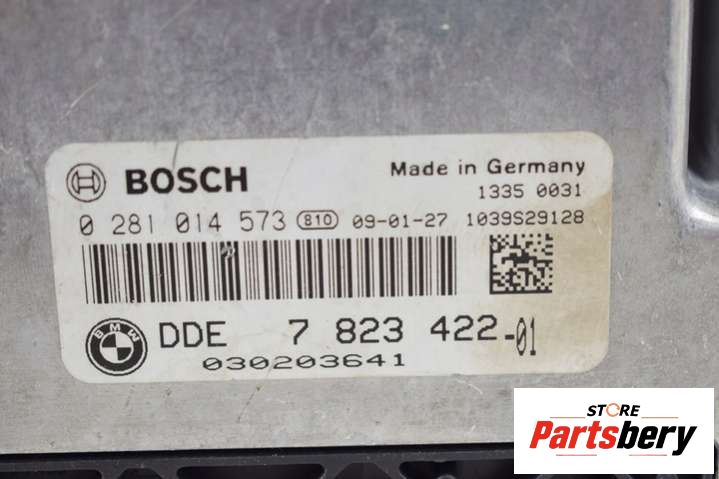 BOSCH Made in Germany
1335 0031
0 281 014 573 810 09-01-27 1039S29128
BMW DDE 7 823 422-01
030203641
STORE
Partsbery